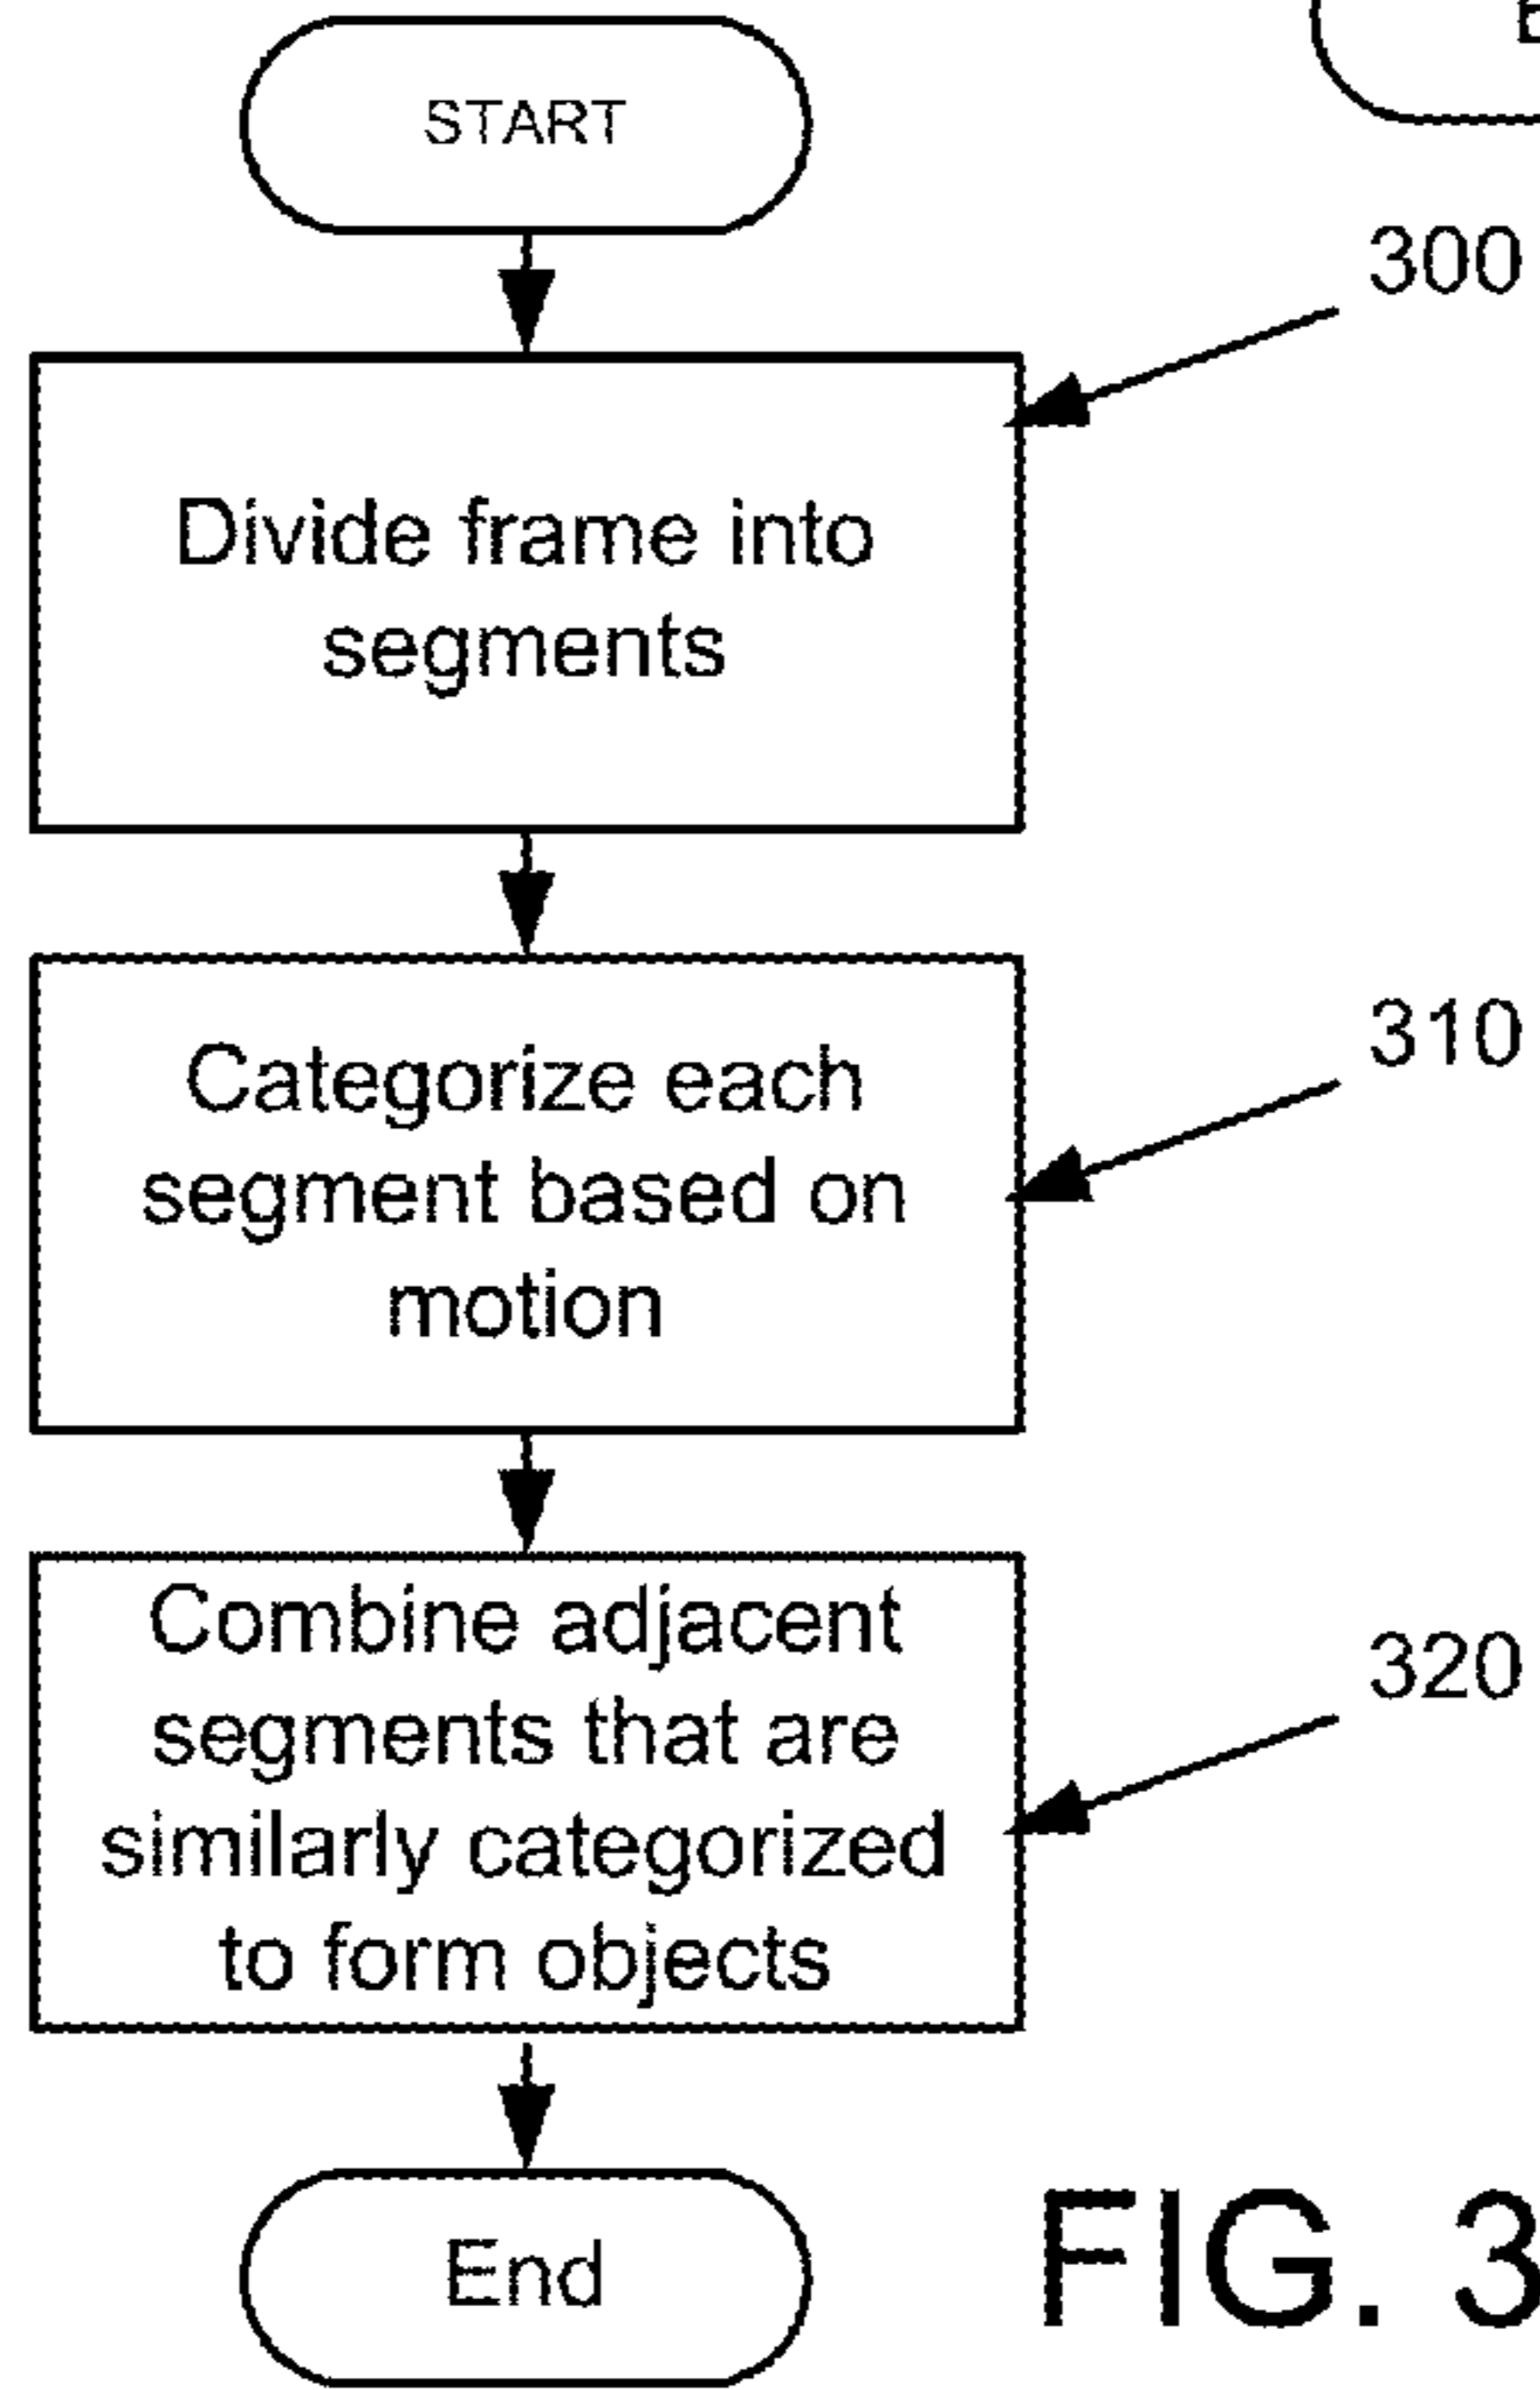 START
300
Divide frame into
segments
310
Categorize each
segment based on
motion
320
Combine adjacent
segments that are
similarly categorized
to form objects
End
FIG. 3